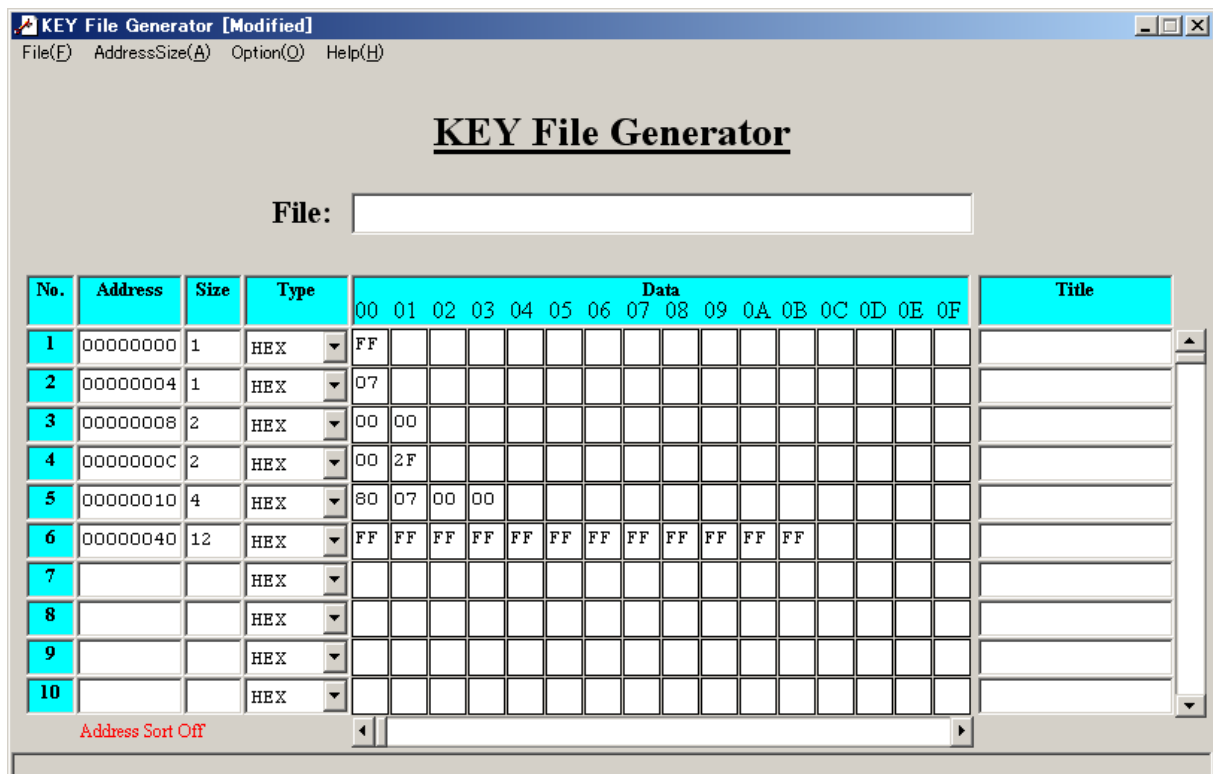 KEY File Generator [Modified]
File(F) AddressSize(A) Option(O) Help(H)
KEY File Generator
File:
No. Address Size Type Data Title
00 01 02 03 04 05 06 07 08 09 0A 0B 0C 0D 0E 0F
1 00000000 1 HEX FF
2 00000004 1 HEX 07
3 00000008 2 HEX 00 00
4 0000000C 2 HEX 00 2F
5 00000010 4 HEX 80 07 00 00
6 00000040 12 HEX FF FF FF FF FF FF FF FF FF FF FF FF
7 HEX
8 HEX
9 HEX
10 HEX
Address Sort Off